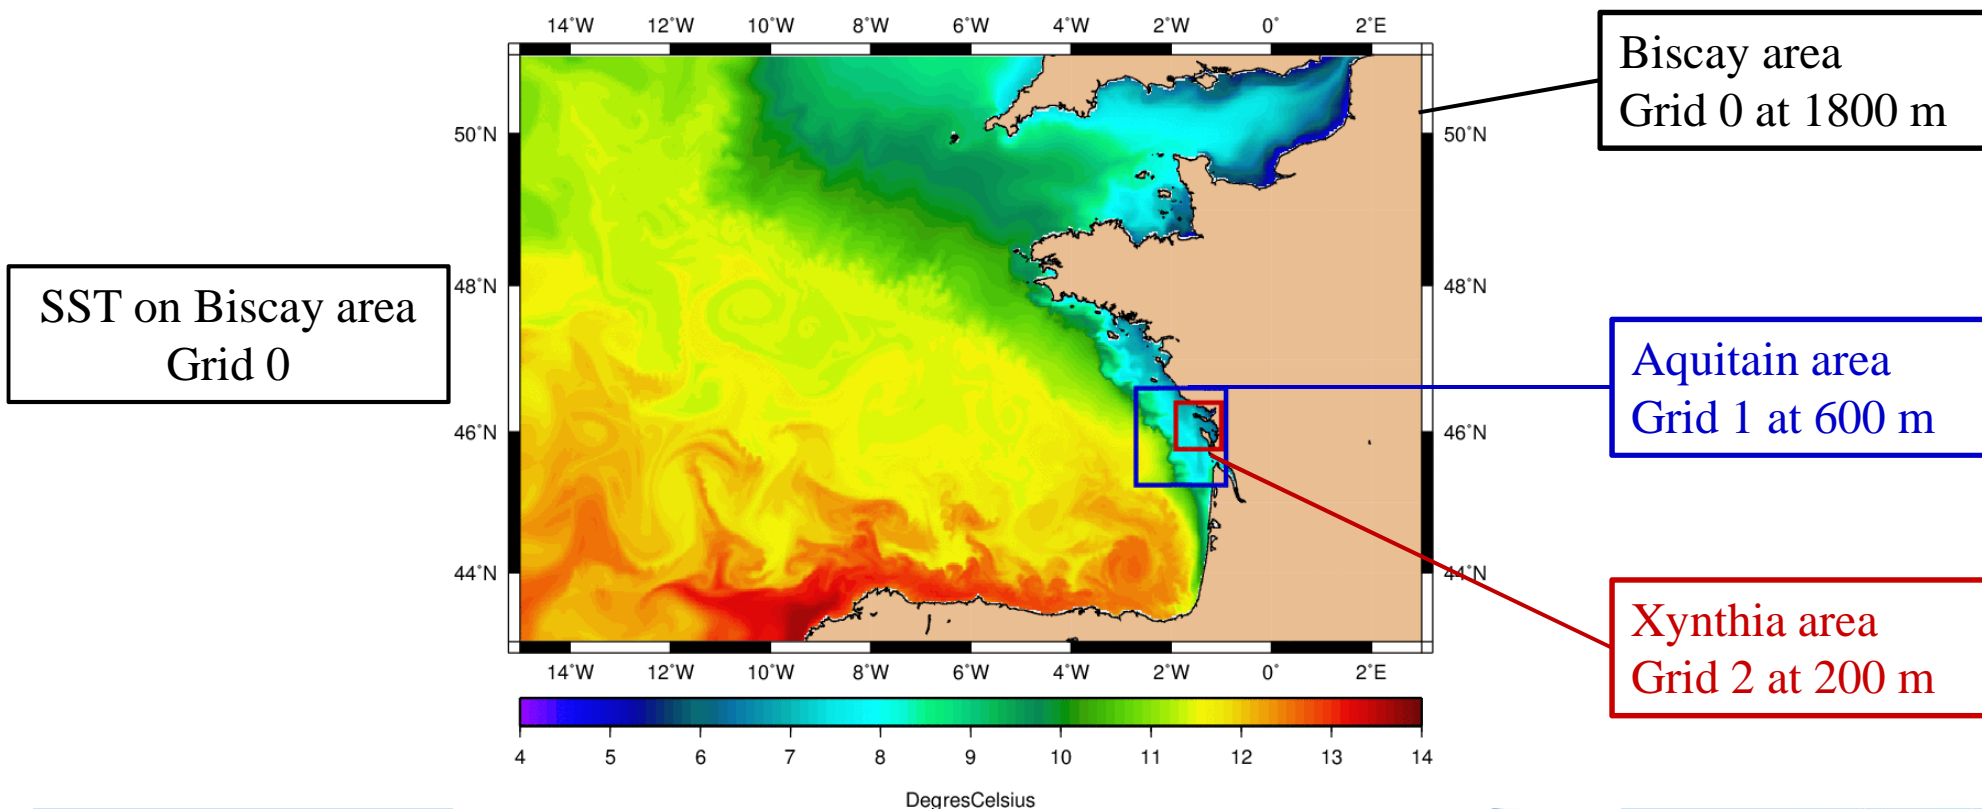 14°W 12°W 10°W 8°W 6°W 4°W 2°W 0° 2°E
Biscay area
Grid 0 at 1800 m
50°N 50°N
SST on Biscay area
Grid 0
48°N 48°N
Aquitain area
Grid 1 at 600 m
46°N 46°N
44°N 44°N
Xynthia area
Grid 2 at 200 m
14°W 12°W 10°W 8°W 6°W 4°W 2°W 0° 2°E
4 5 6 7 8 9 10 11 12 13 14
DegresCelsius